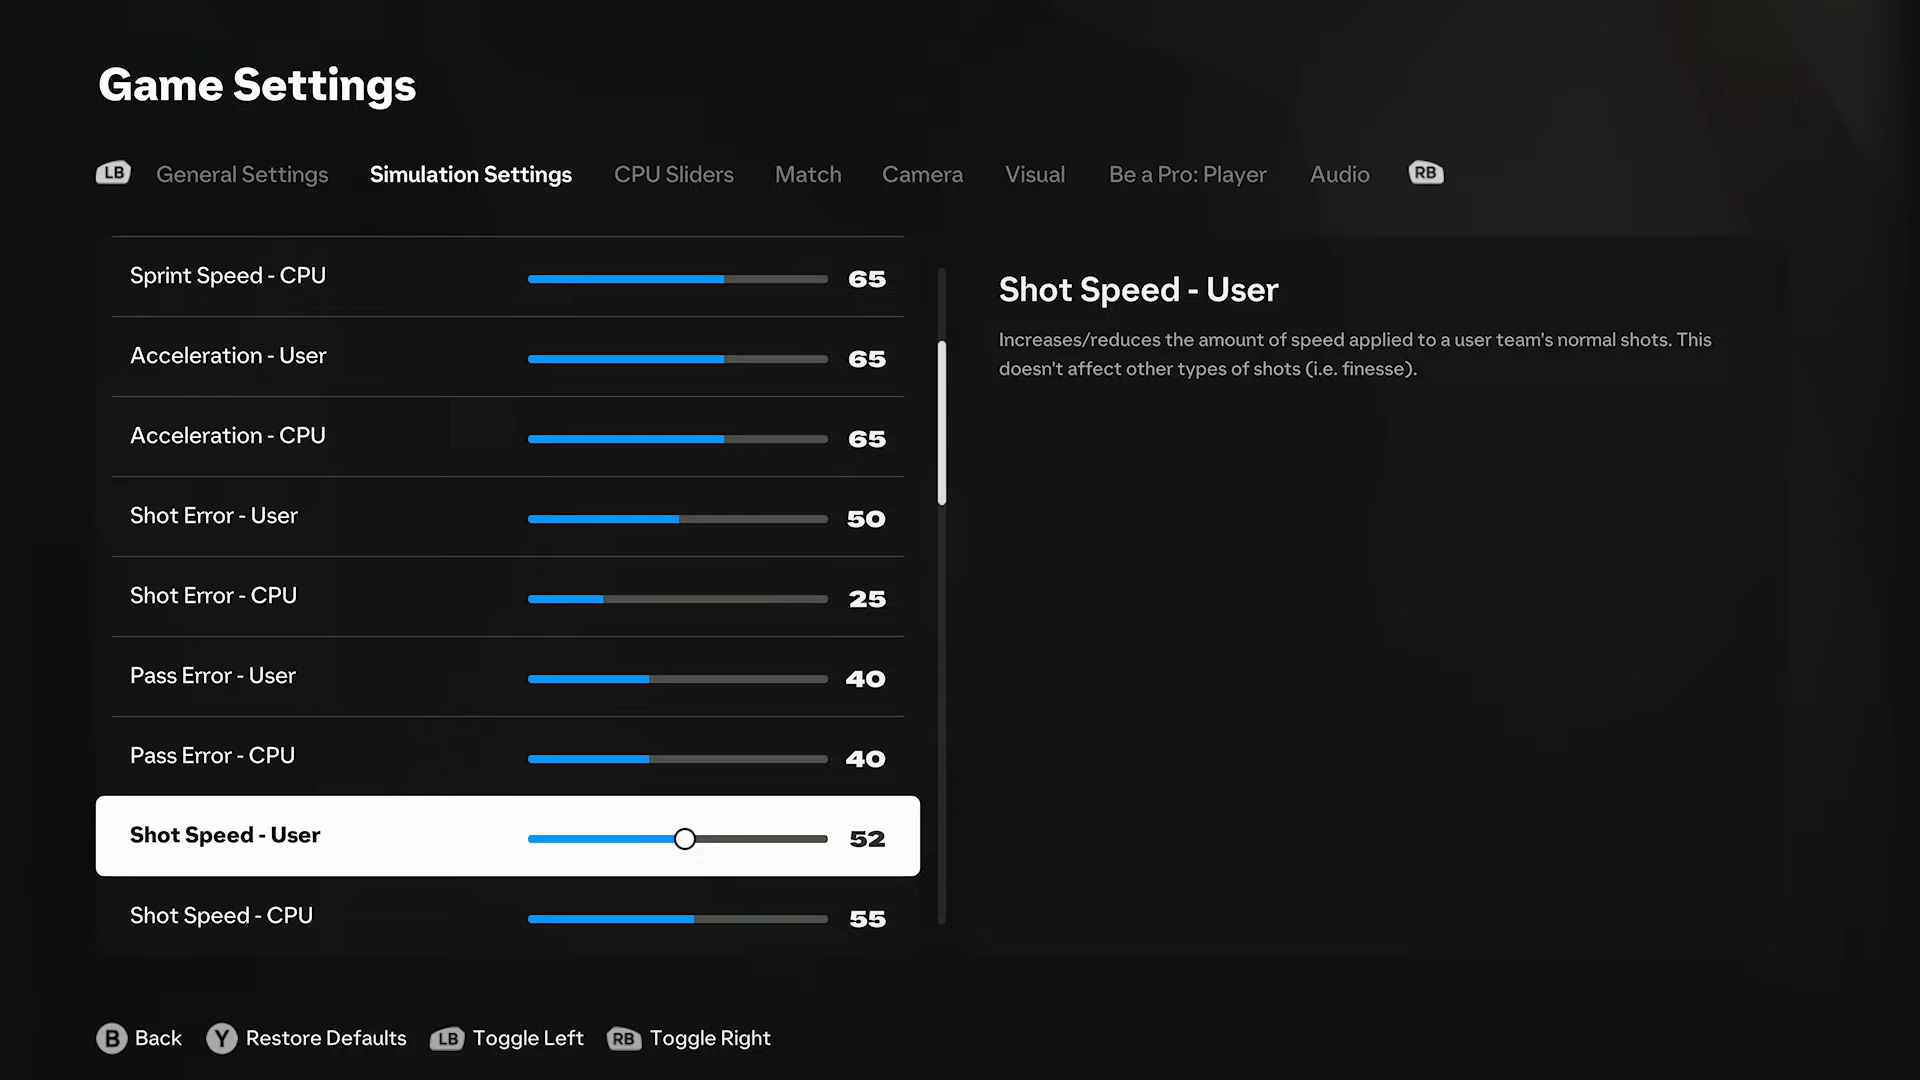 Game Settings
LB General Settings Simulation Settings CPU Sliders Match Camera Visual Be a Pro: Player Audio RB
Sprint Speed - CPU 65
Acceleration - User 65
Acceleration - CPU 65
Shot Error - User 50
Shot Error - CPU 25
Pass Error - User 40
Pass Error - CPU 40
Shot Speed - User 52
Shot Speed - CPU 55
Shot Speed - User
Increases/reduces the amount of speed applied to a user team's normal shots. This
doesn't affect other types of shots (i.e. finesse).
B Back Y Restore Defaults LB Toggle Left RB Toggle Right